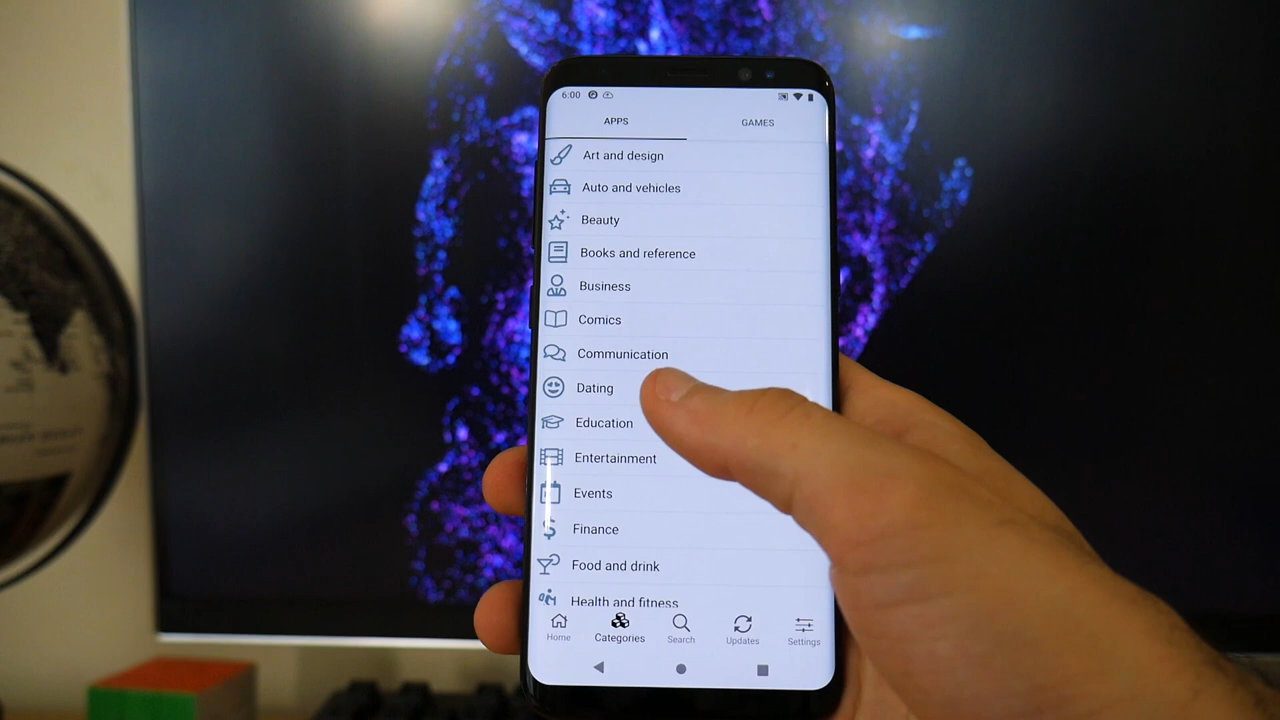 6:00
APPS
GAMES
Art and design
Auto and vehicles
Beauty
Books and reference
Business
Comics
Communication
Dating
Education
Entertainment
Events
Finance
Food and drink
Health and fitness
Home
Categories
Search
Updates
Settings